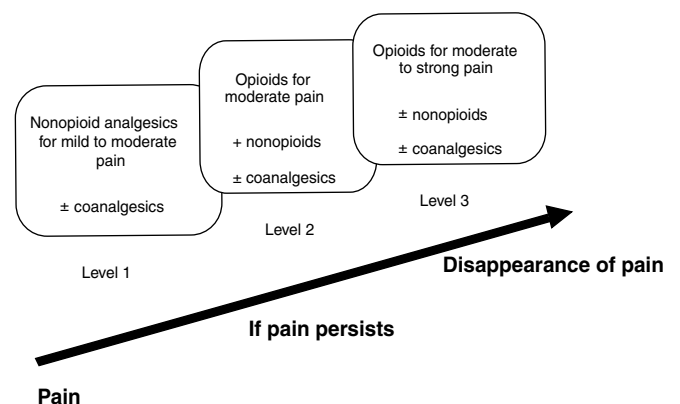 Nonopioid analgesics
for mild to moderate
pain
± coanalgesics
Level 1
Opioids for
moderate pain
+ nonopioids
± coanalgesics
Level 2
Opioids for moderate
to strong pain
± nonopioids
± coanalgesics
Level 3
Disappearance of pain
If pain persists
Pain